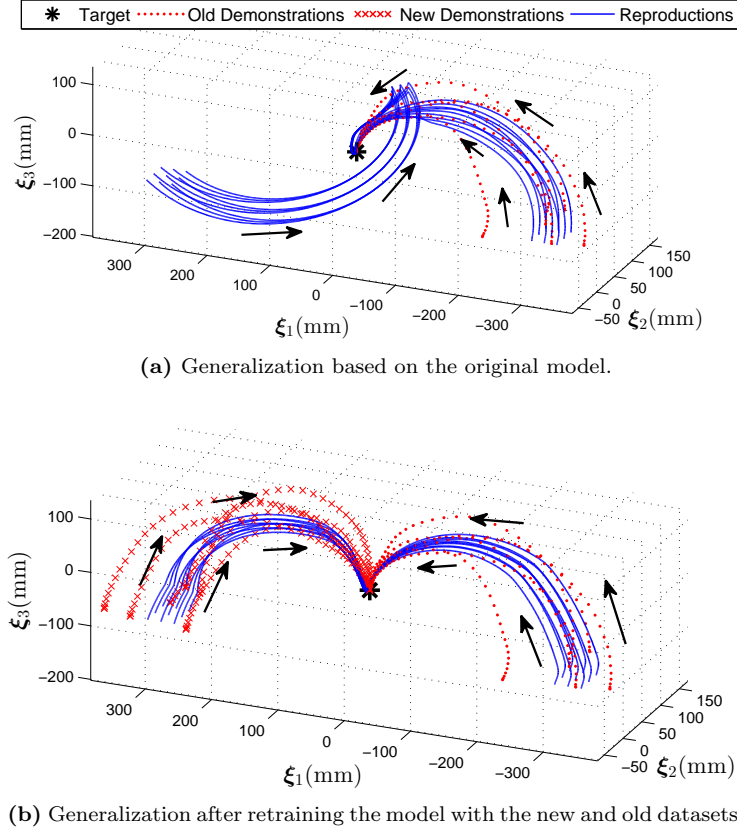 Target Old Demonstrations New Demonstrations Reproductions
100
0
−100
−200
ξ3(mm)
300 200 100 0 −100 −200 −300
ξ1(mm)
−50 0 50 100 150
ξ2(mm)
(a) Generalization based on the original model.
100
0
−100
−200
ξ3(mm)
300 200 100 0 −100 −200 −300
ξ1(mm)
−50 0 50 100 150
ξ2(mm)
(b) Generalization after retraining the model with the new and old datasets